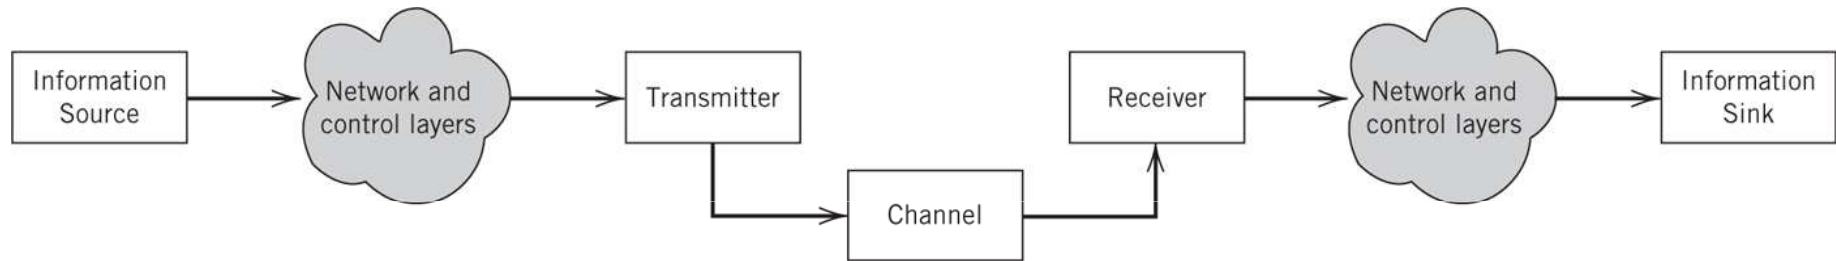 Information
Source
Network and
control layers
Transmitter
Channel
Receiver
Network and
control layers
Information
Sink